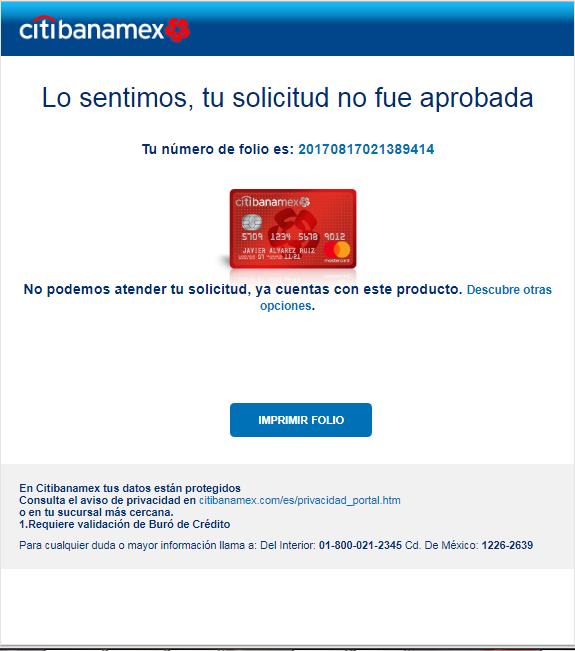 citibanamex
Lo sentimos, tu solicitud no fue aprobada
Tu número de folio es: 20170817021389414
citibanamex
5709 1234 5678 9012
JAVIER ALVAREZ RUIZ
07 11/21
mastercard
No podemos atender tu solicitud, ya cuentas con este producto. Descubre otras
opciones.
IMPRIMIR FOLIO
En Citibanamex tus datos están protegidos
Consulta el aviso de privacidad en citibanamex.com/es/privacidad_portal.htm
o en tu sucursal más cercana.
1.Requiere validación de Buró de Crédito
Para cualquier duda o mayor información llama a: Del Interior: 01-800-021-2345 Cd. De México: 1226-2639